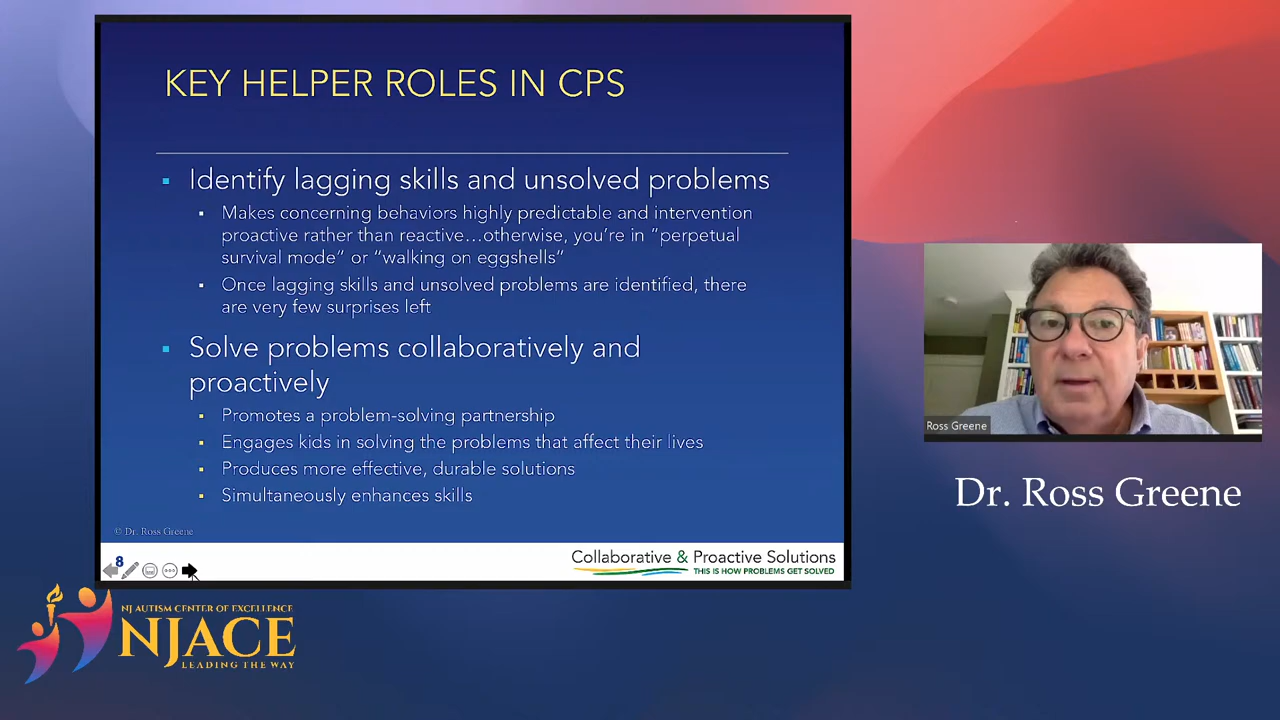 KEY HELPER ROLES IN CPS
▪ Identify lagging skills and unsolved problems
▪ Makes concerning behaviors highly predictable and intervention
proactive rather than reactive…otherwise, you're in “perpetual
survival mode” or “walking on eggshells”
▪ Once lagging skills and unsolved problems are identified, there
are very few surprises left
▪ Solve problems collaboratively and
proactively
▪ Promotes a problem-solving partnership
▪ Engages kids in solving the problems that affect their lives
▪ Produces more effective, durable solutions
▪ Simultaneously enhances skills
© Dr. Ross Greene
8
Collaborative & Proactive Solutions
THIS IS HOW PROBLEMS GET SOLVED
Ross Greene
Dr. Ross Greene
NJ AUTISM CENTER OF EXCELLENCE
NJACE
LEADING THE WAY